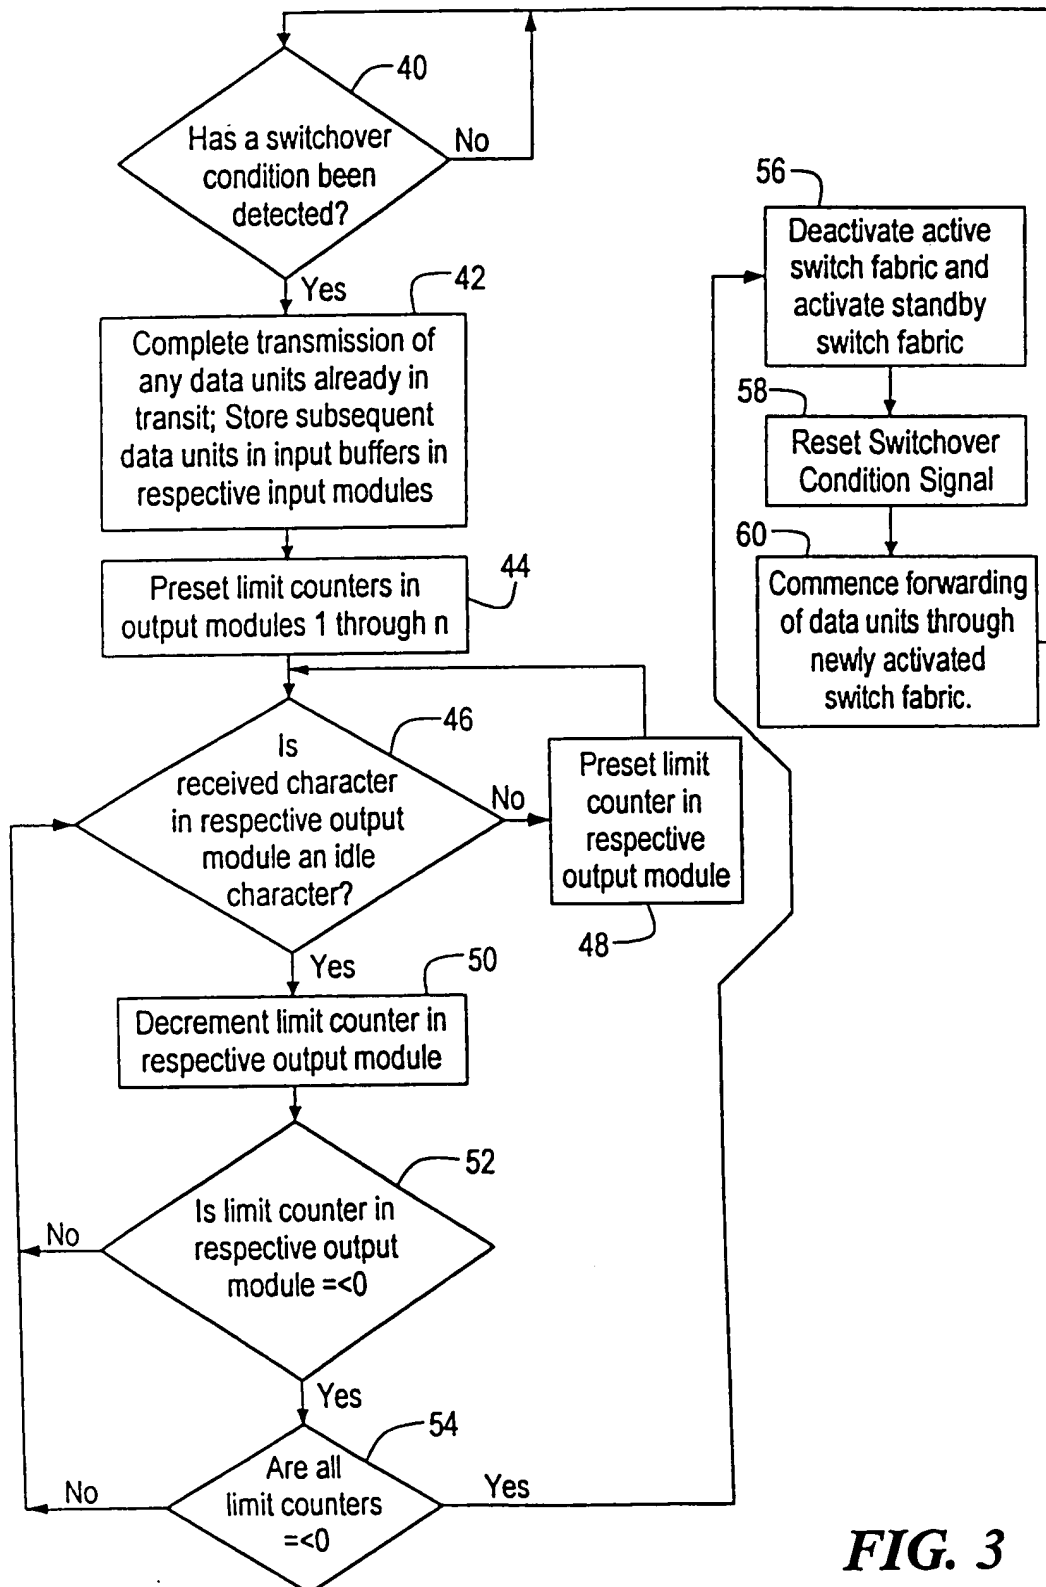 40
Has a switchover
condition been
detected?
No
Yes
42
Complete transmission of
any data units already in
transit; Store subsequent
data units in input buffers in
respective input modules
44
Preset limit counters in
output modules 1 through n
46
Is
received character
in respective output
module an idle
character?
No
Preset limit
counter in
respective
output module
48
Yes
50
Decrement limit counter in
respective output module
52
Is limit counter in
respective output
module =<0
No
Yes
54
Are all
limit counters
=<0
No
Yes
56
Deactivate active
switch fabric and
activate standby
switch fabric
58
Reset Switchover
Condition Signal
60
Commence forwarding
of data units through
newly activated
switch fabric.
FIG. 3